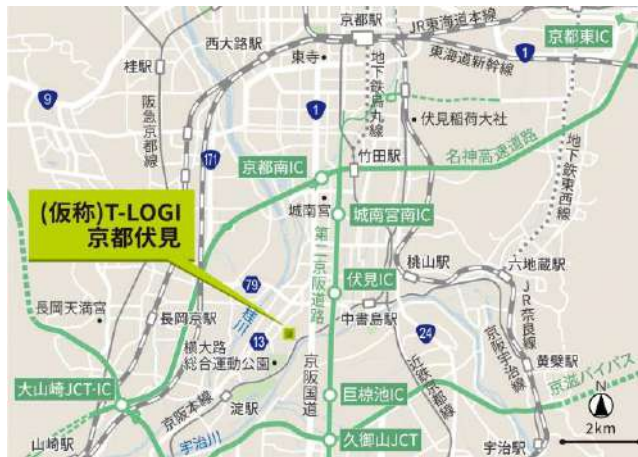 京都駅
JR東海道本線
京都東IC
西大路駅
東寺
東海道新幹線
1
桂駅
9
阪急京都線
1
地下鉄烏丸線
伏見稲荷大社
171
竹田駅
名神高速道路
地下鉄東西線
京都南IC
(仮称)T-LOGI
京都伏見
城南宮
城南宮南IC
第二京阪道路
桃山駅
六地蔵駅
79
伏見IC
JR奈良線
長岡天満宮
長岡京駅
桂川
中書島駅
24
13
横大路
総合運動公園
京阪国道
近鉄京都線
京阪宇治線
黄檗駅
大山崎JCT-IC
京阪本線
淀駅
巨椋池IC
京滋バイパス
N
2km
山崎駅
宇治川
久御山JCT
宇治駅